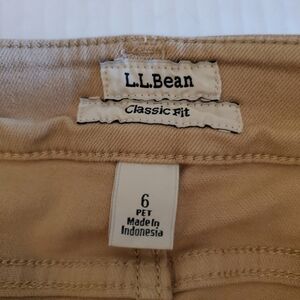 L.L.Bean
Classic Fit
6
PET
Made In
Indonesia